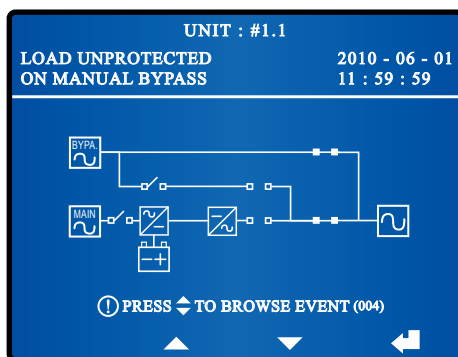 UNIT : #1.1
LOAD UNPROTECTED 2010 - 06 - 01
ON MANUAL BYPASS 11 : 59 : 59
BYPA.
MAIN
PRESS TO BROWSE EVENT (004)